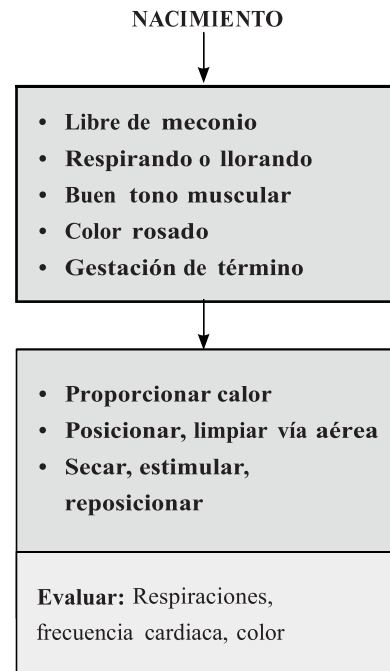 NACIMIENTO
• Libre de meconio
• Respirando o llorando
• Buen tono muscular
• Color rosado
• Gestación de término
• Proporcionar calor
• Posicionar, limpiar vía aérea
• Secar, estimular,
reposicionar
Evaluar: Respiraciones,
frecuencia cardiaca, color